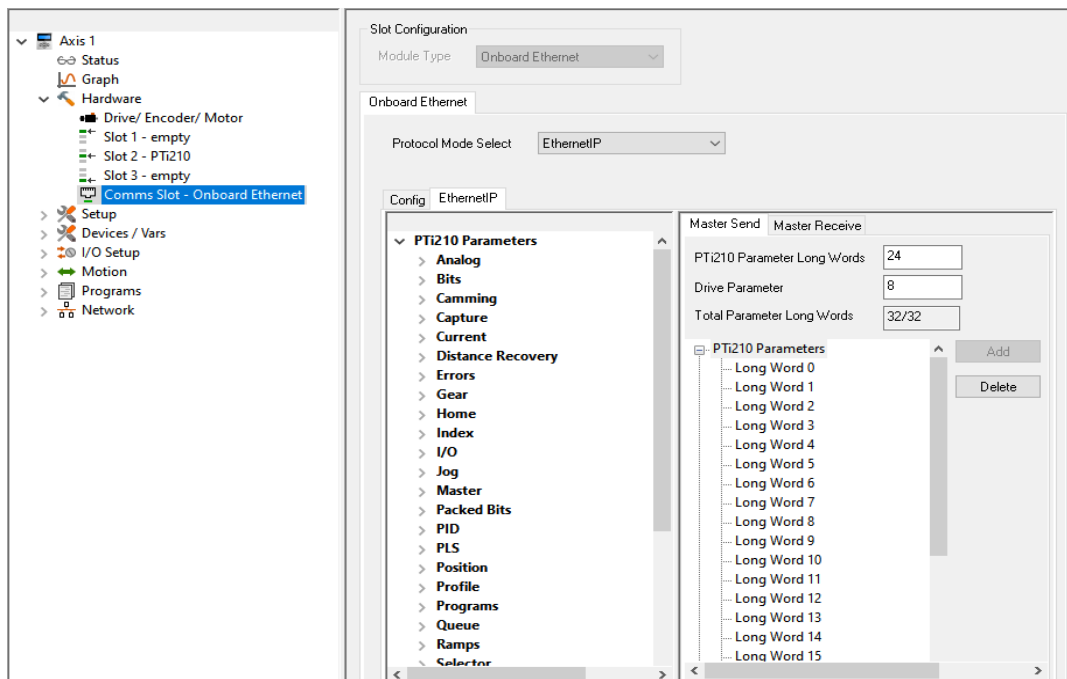 Axis 1
Status
Graph
Hardware
Drive/ Encoder/ Motor
Slot 1 - empty
Slot 2 - PTi210
Slot 3 - empty
Comms Slot - Onboard Ethernet
Setup
Devices / Vars
I/O Setup
Motion
Programs
Network
Slot Configuration
Module Type Onboard Ethernet
Onboard Ethernet
Protocol Mode Select EthernetIP
Config EthernetIP
PTi210 Parameters
Analog
Bits
Camming
Capture
Current
Distance Recovery
Errors
Gear
Home
Index
I/O
Jog
Master
Packed Bits
PID
PLS
Position
Profile
Programs
Queue
Ramps
Selector
Master Send Master Receive
PTi210 Parameter Long Words 24
Drive Parameter 8
Total Parameter Long Words 32/32
PTi210 Parameters
Long Word 0
Long Word 1
Long Word 2
Long Word 3
Long Word 4
Long Word 5
Long Word 6
Long Word 7
Long Word 8
Long Word 9
Long Word 10
Long Word 11
Long Word 12
Long Word 13
Long Word 14
Long Word 15
Add
Delete